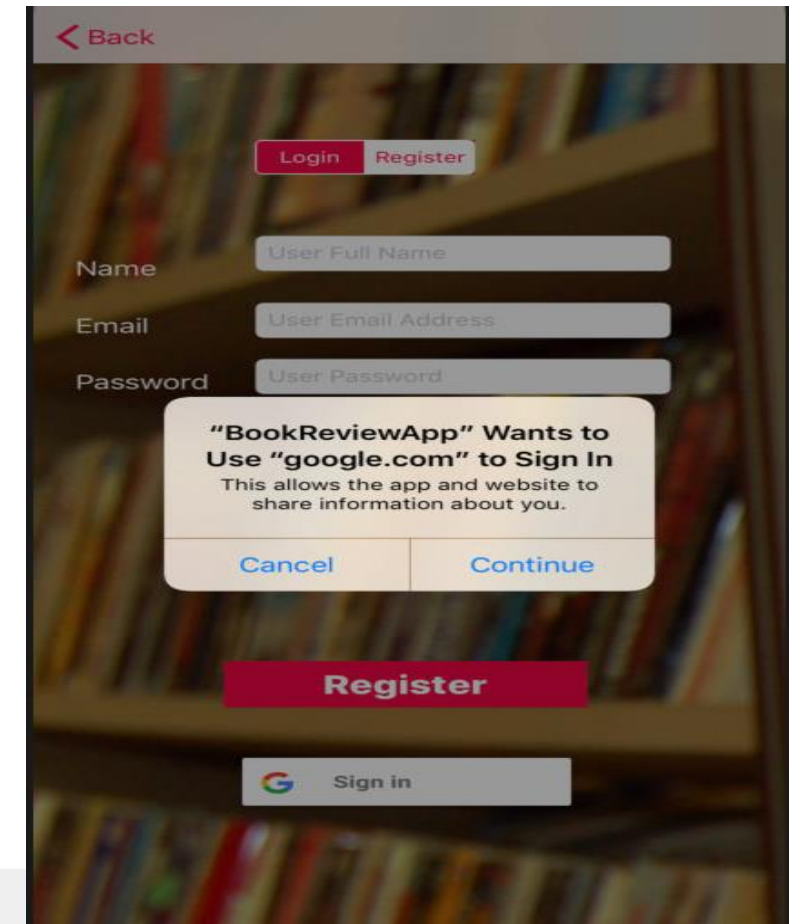 Back
Login Register
Name User Full Name
Email User Email Address
Password User Password
“BookReviewApp” Wants to
Use “google.com” to Sign In
This allows the app and website to
share information about you.
Cancel Continue
Register
G Sign in